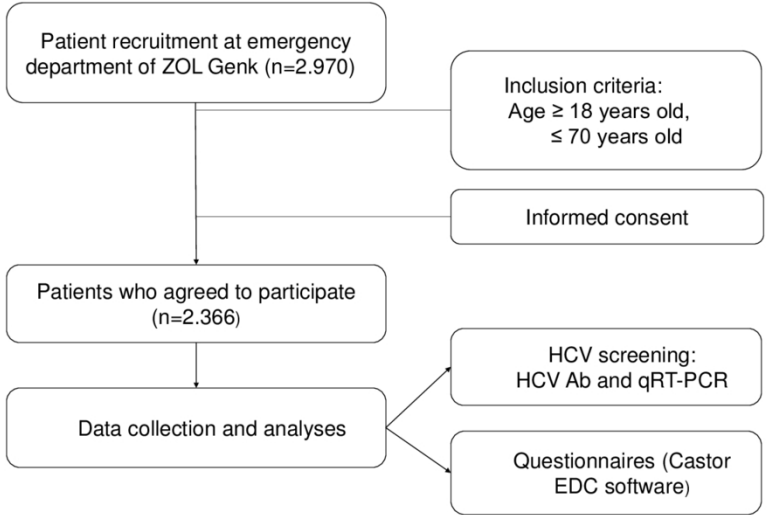 Patient recruitment at emergency
department of ZOL Genk (n=2.970)
Inclusion criteria:
Age ≥ 18 years old,
≤ 70 years old
Informed consent
Patients who agreed to participate
(n=2.366)
HCV screening:
HCV Ab and qRT-PCR
Data collection and analyses
Questionnaires (Castor
EDC software)